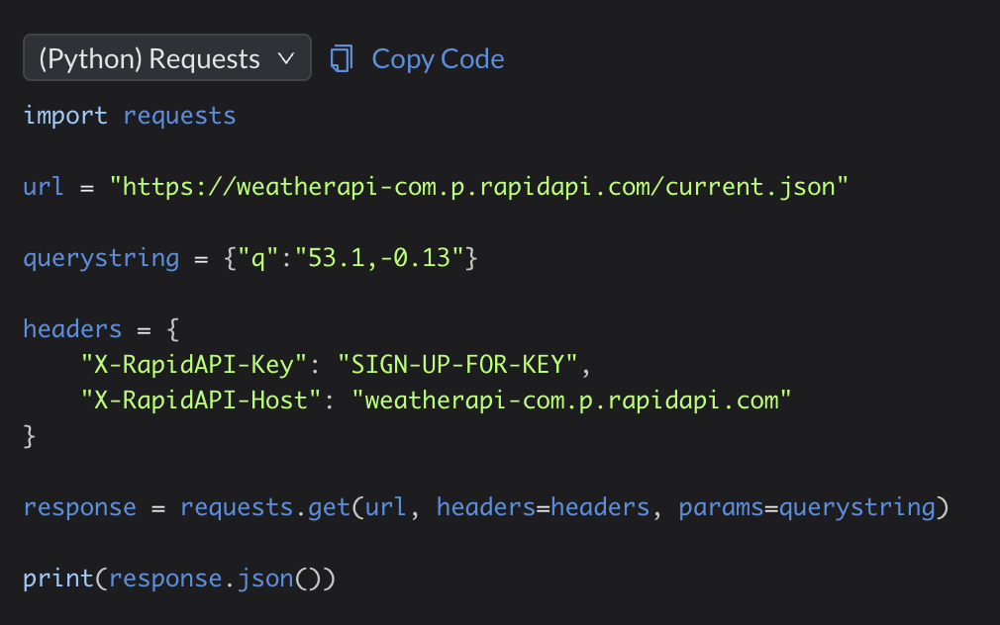 (Python) Requests Copy Code
import requests
url = "https://weatherapi-com.p.rapidapi.com/current.json"
querystring = {"q":"53.1,-0.13"}
headers = {
    "X-RapidAPI-Key": "SIGN-UP-FOR-KEY",
    "X-RapidAPI-Host": "weatherapi-com.p.rapidapi.com"
}
response = requests.get(url, headers=headers, params=querystring)
print(response.json())